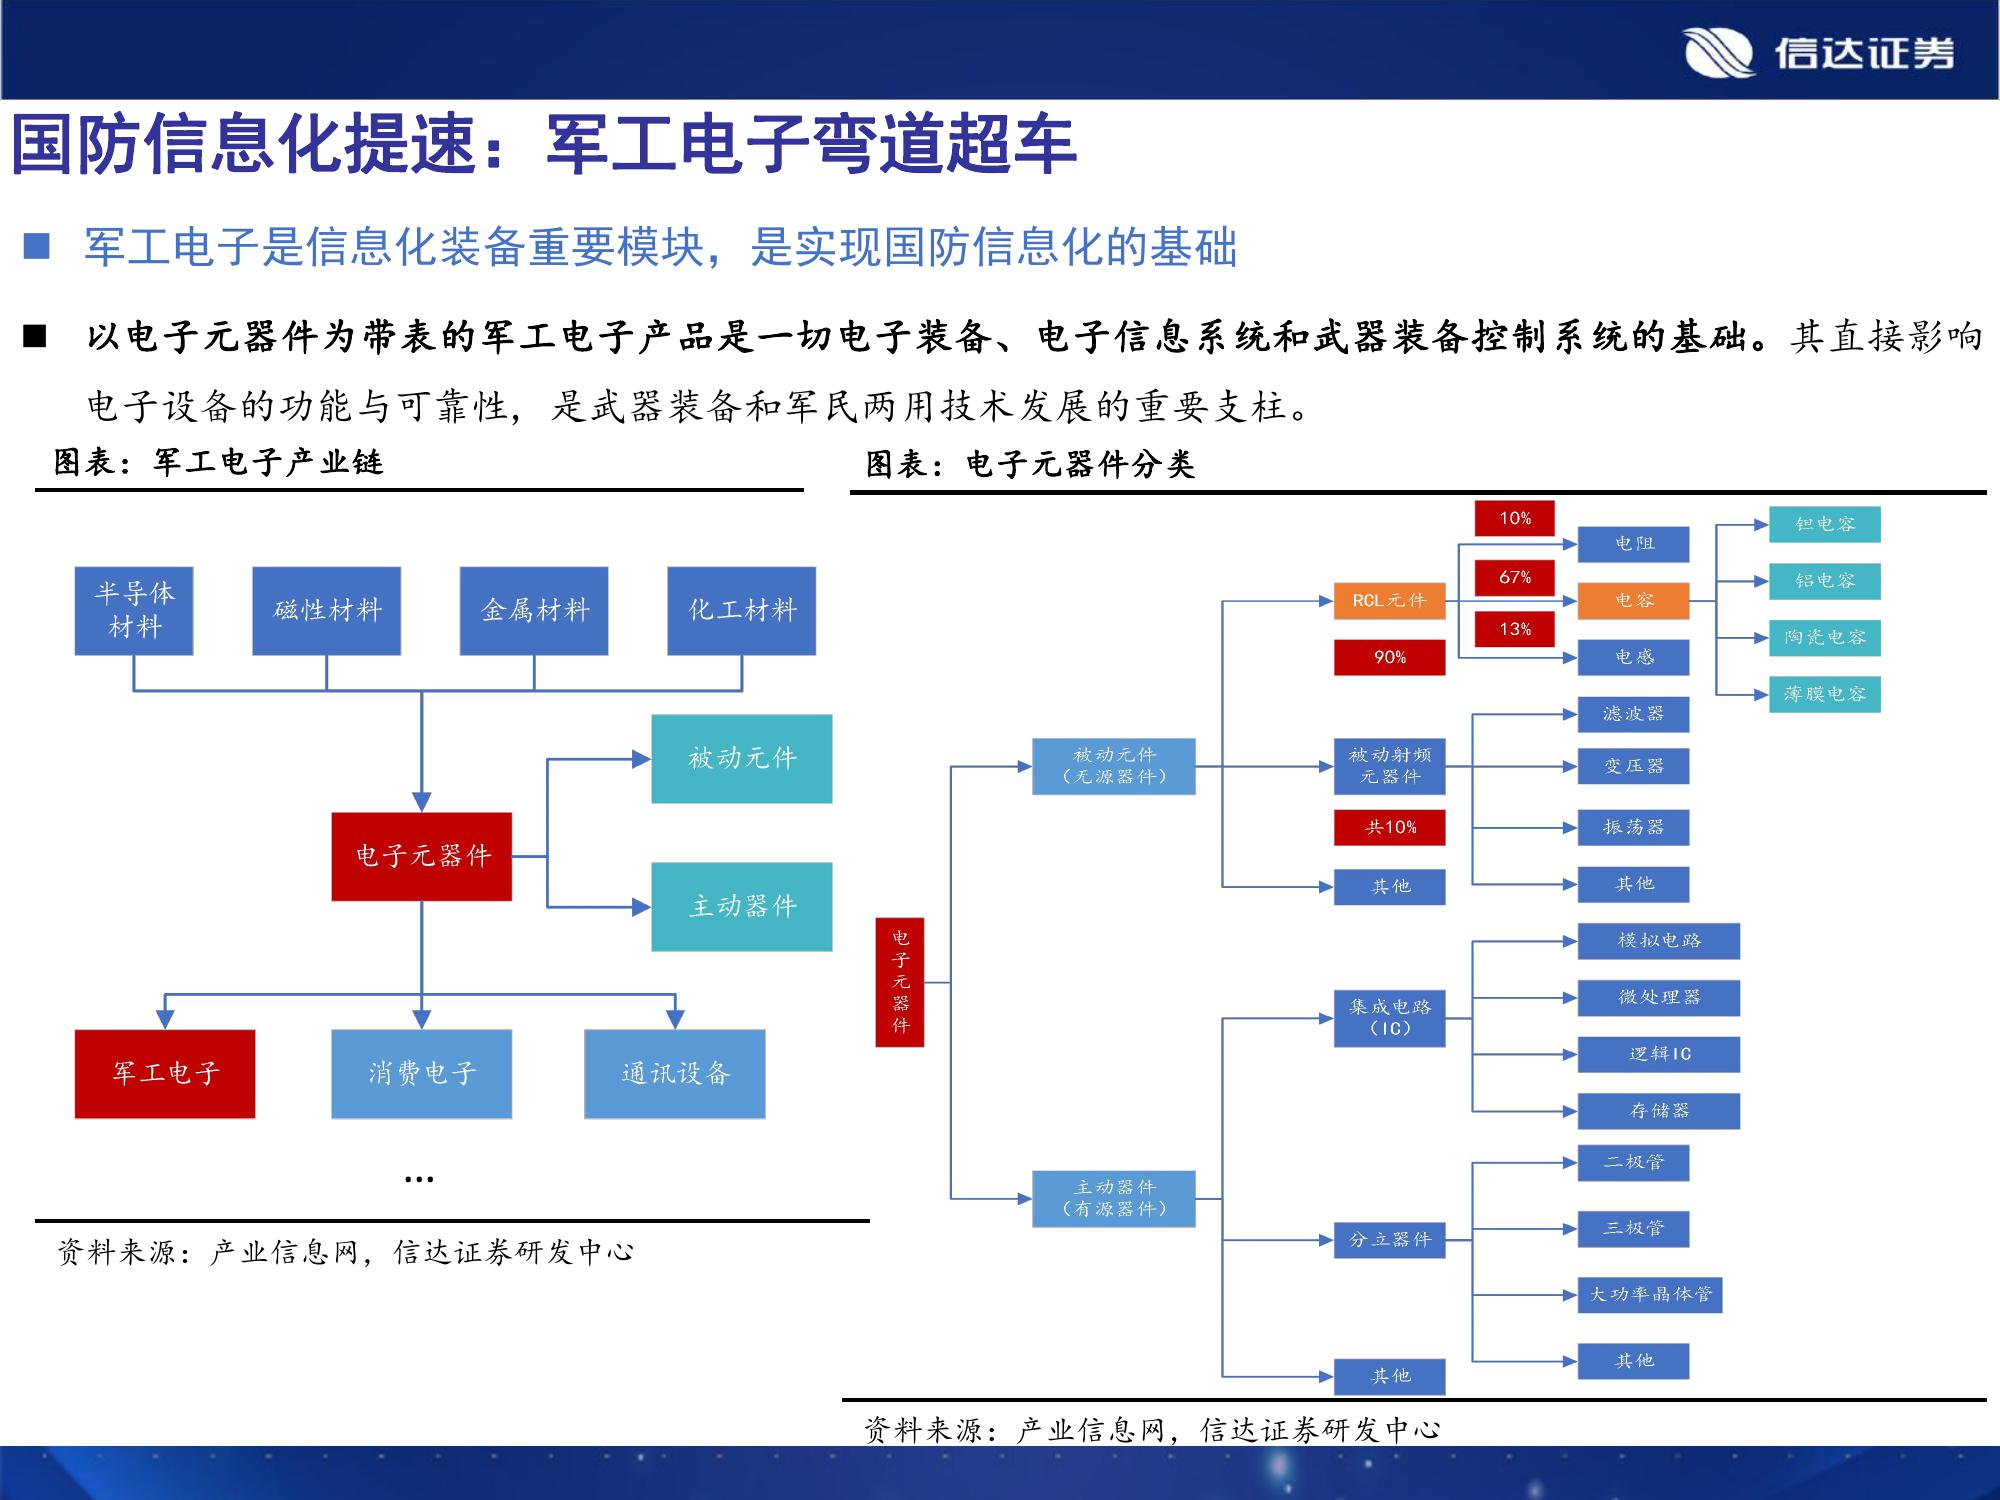 信达证券
国防信息化提速：军工电子弯道超车
■ 军工电子是信息化装备重要模块，是实现国防信息化的基础
■ 以电子元器件为带表的军工电子产品是一切电子装备、电子信息系统和武器装备控制系统的基础。其直接影响
电子设备的功能与可靠性，是武器装备和军民两用技术发展的重要支柱。
图表：军工电子产业链
半导体
材料
磁性材料
金属材料
化工材料
被动元件
电子元器件
主动器件
军工电子
消费电子
通讯设备
...
资料来源：产业信息网，信达证券研发中心
图表：电子元器件分类
电子元器件
被动元件
（无源器件）
主动器件
（有源器件）
RCL元件
90%
被动射频
元器件
共10%
其他
10%
67%
13%
电阻
电容
电感
钽电容
铝电容
陶瓷电容
薄膜电容
滤波器
变压器
振荡器
其他
集成电路
（IC）
模拟电路
微处理器
逻辑IC
存储器
分立器件
二极管
三极管
大功率晶体管
其他
其他
资料来源：产业信息网，信达证券研发中心